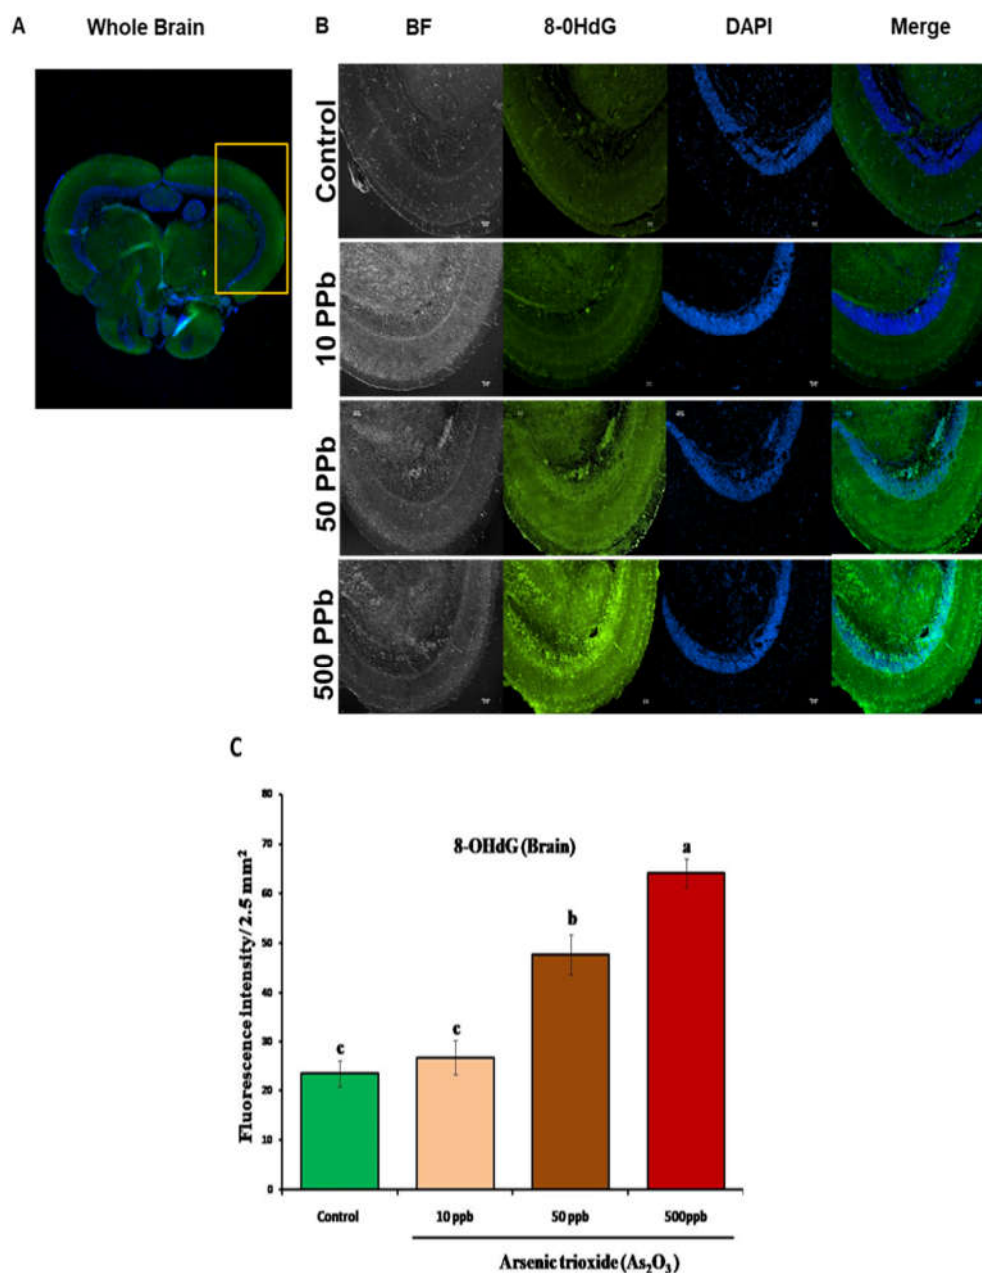 A Whole Brain B BF 8-0HdG DAPI Merge
Control
10 PPb
50 PPb
500 PPb
C
80
70
60
50
40
30
20
10
0
Fluorescence intensity/ 2.5 mm²
8-OHdG (Brain)
c
c
b
a
Control 10 ppb 50 ppb 500ppb
Arsenic trioxide (As₂O₃)